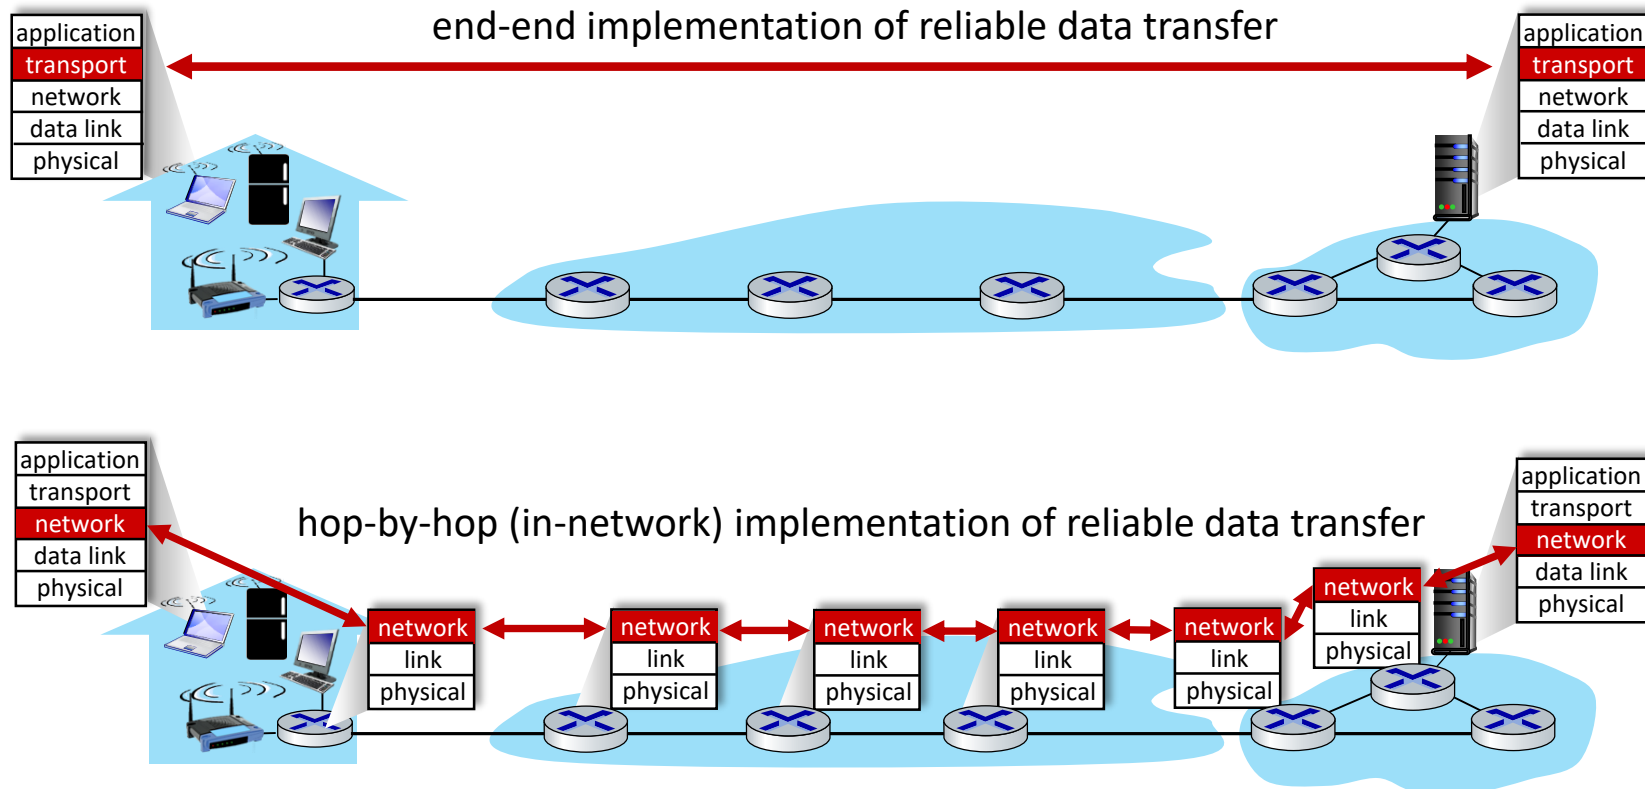 end-end implementation of reliable data transfer
application
transport
network
data link
physical
application
transport
network
data link
physical
hop-by-hop (in-network) implementation of reliable data transfer
application
transport
network
data link
physical
network
link
physical
network
link
physical
network
link
physical
network
link
physical
network
link
physical
network
link
physical
application
transport
network
data link
physical